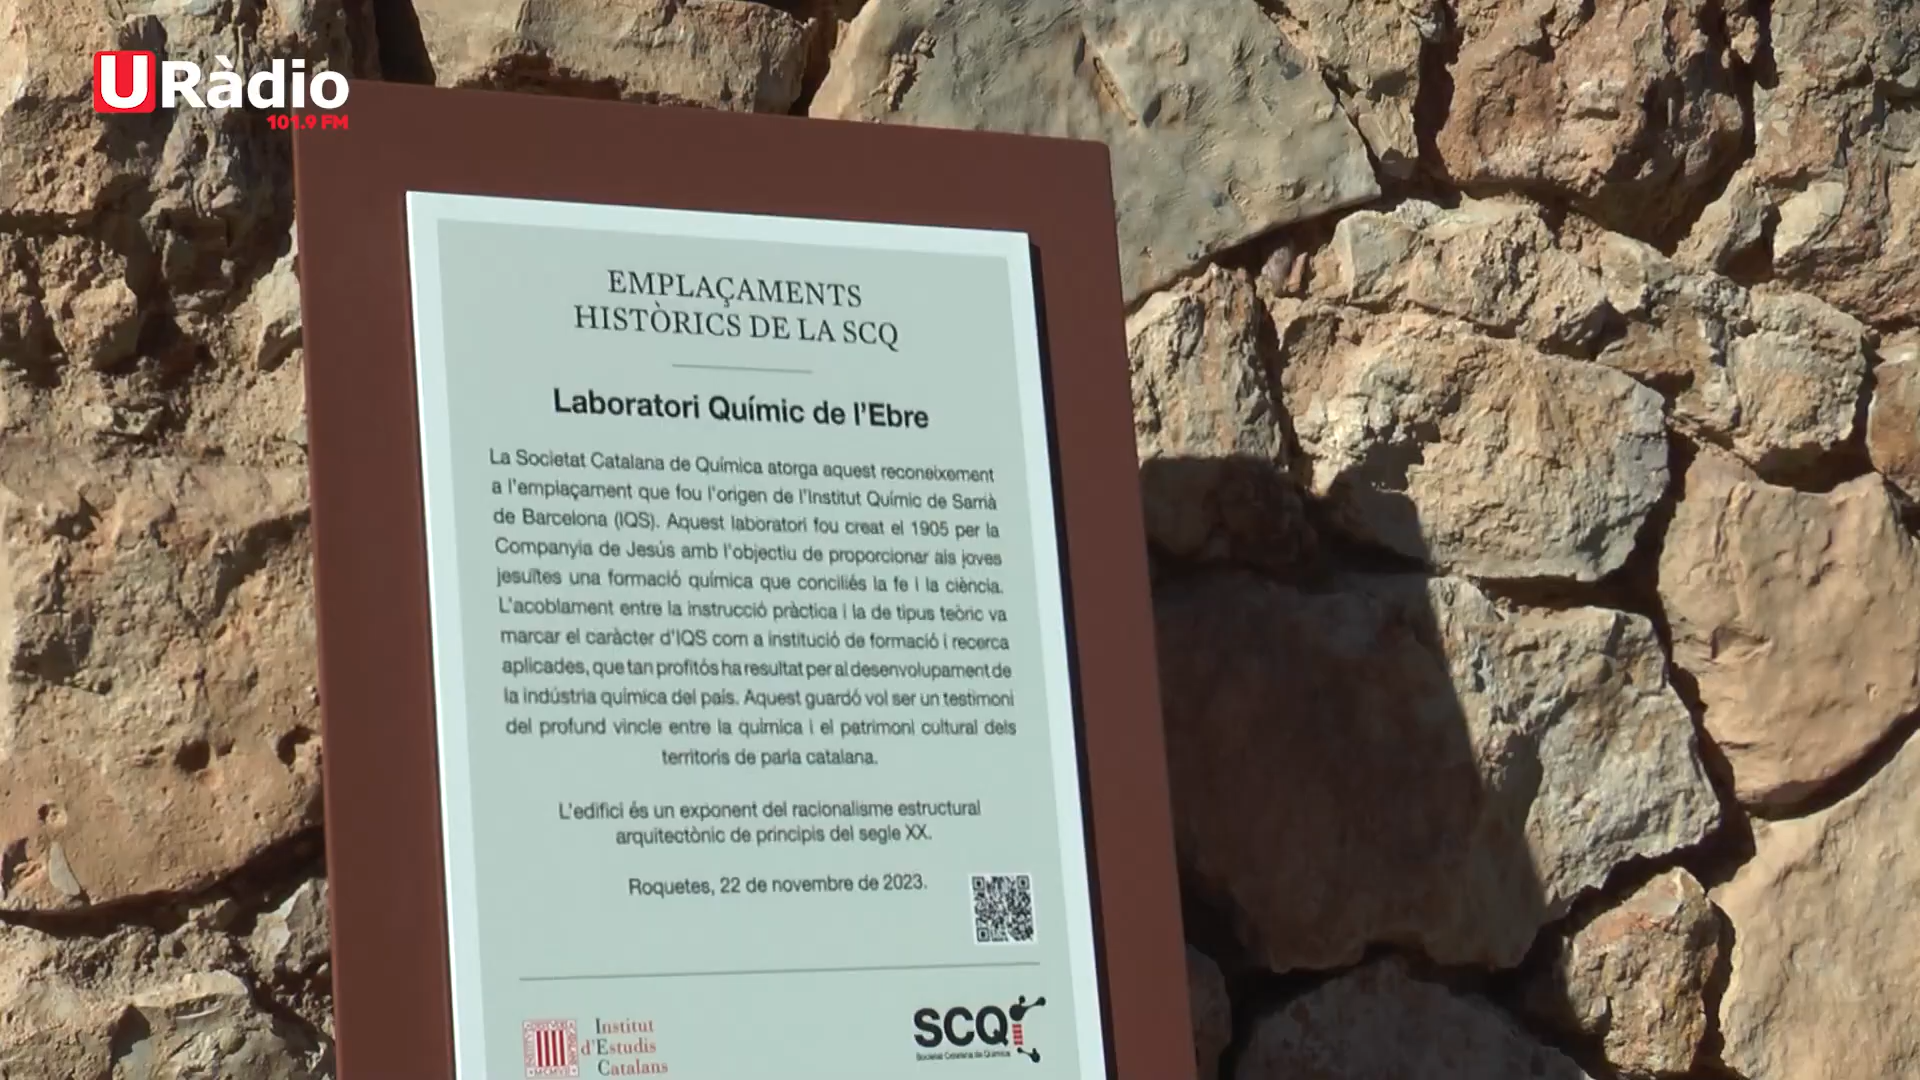 URàdio
101.9 FM
EMPLAÇAMENTS
HISTÒRICS DE LA SCQ
Laboratori Químic de l'Ebre
La Societat Catalana de Química atorga aquest reconeixement
a l'emplaçament que fou l'origen de l'Institut Químic de Sarrià
de Barcelona (IQS). Aquest laboratori fou creat el 1905 per la
Companyia de Jesús amb l'objectiu de proporcionar als joves
jesuïtes una formació química que conciliés la fe i la ciència.
L'acoblament entre la instrucció pràctica i la de tipus teòric va
marcar el caràcter d'IQS com a institució de formació i recerca
aplicades, que tan profitós ha resultat per al desenvolupament de
la indústria química del país. Aquest guardó vol ser un testimoni
del profund vincle entre la química i el patrimoni cultural dels
territoris de parla catalana.
L'edifici és un exponent del racionalisme estructural
arquitectònic de principis del segle XX.
Roquetes, 22 de novembre de 2023.
Institut
d'Estudis
Catalans
SCQ
Societat Catalana de Química